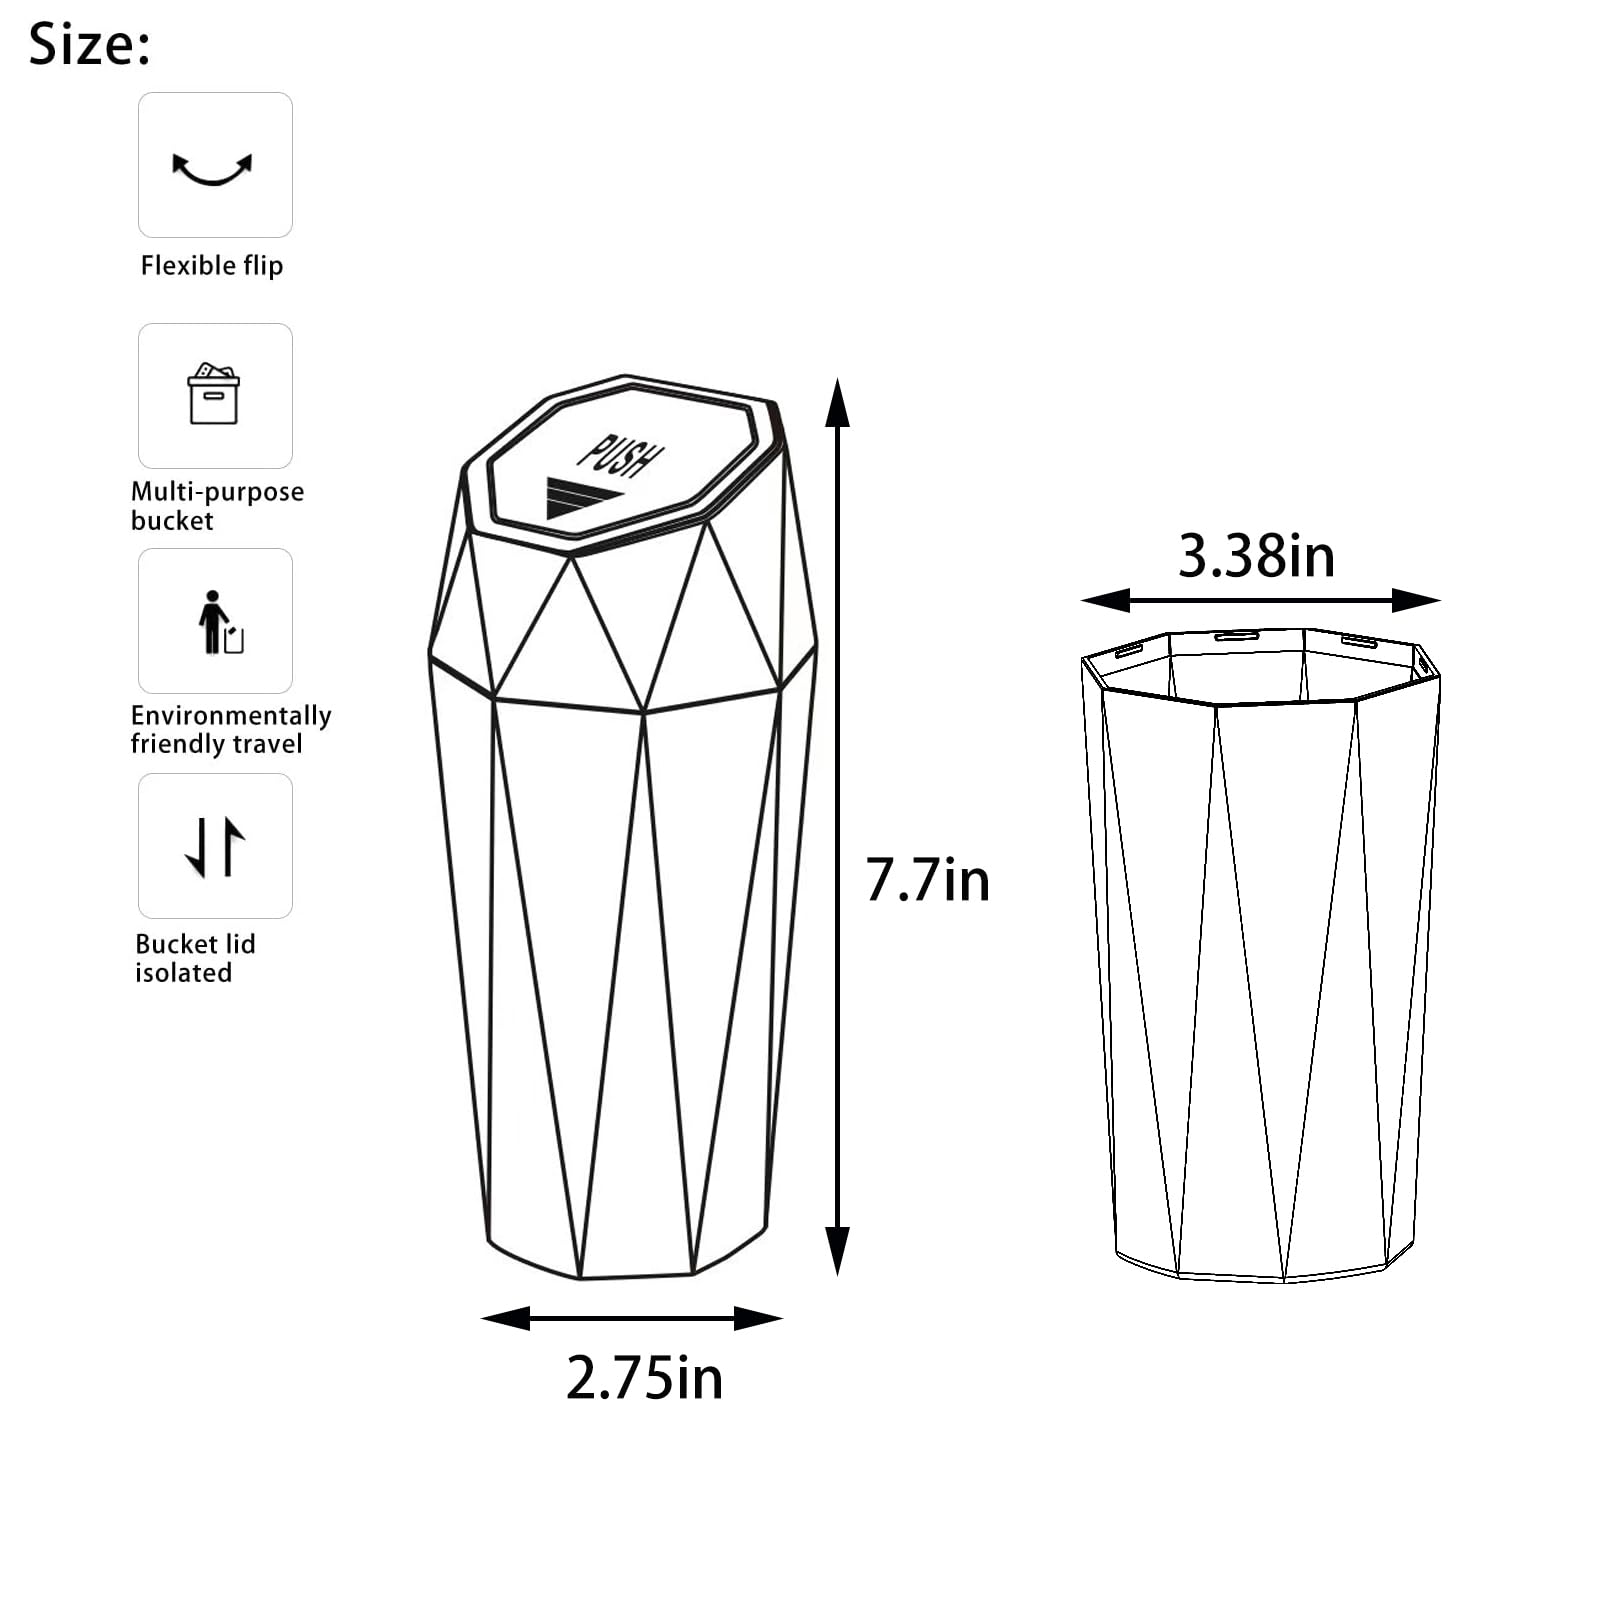 Size:
Flexible flip
Multi-purpose
bucket
Environmentally
friendly travel
Bucket lid
isolated
PUSH
7.7in
2.75in
3.38in